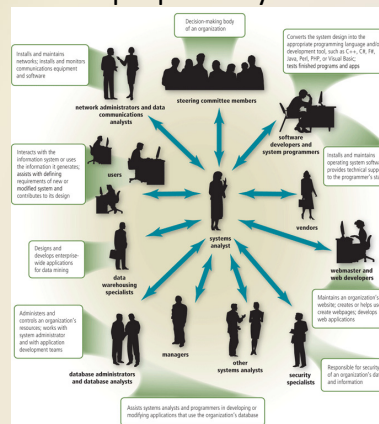 Decision-making body
of an organization
Converts the system design into the
appropriate programming language and/o
development tool, such as C++, C#, F#,
Java, Perl, PHP, or Visual Basic;
tests finished programs and apps
Installs and maintains
networks; installs and monitors
communications equipment
and software
network administrators and data
communications
analysts
steering committee members
software
developers and
system programmers
Interacts with the
information system or uses
the information it generates;
assists with defining
requirements of new or
modified system and
contributes to its design
users
Installs and maintains
operating system softw
provides technical supp
to the programmer's sta
vendors
systems
analyst
Designs and
develops enterprise-
wide applications
for data mining
data
warehousing
specialists
webmaster and
web developers
Maintains an organization's
website; creates or helps use
create webpages; develops
web applications
Administers and
controls an organization's
resources; works with
system administrator
and with application
development teams
database administrators
and database analysts
managers
other
systems analysts
security
specialists
Responsible for security
of an organization's dat
and information
Assists systems analysts and programmers in developing or
modifying applications that use the organization's database